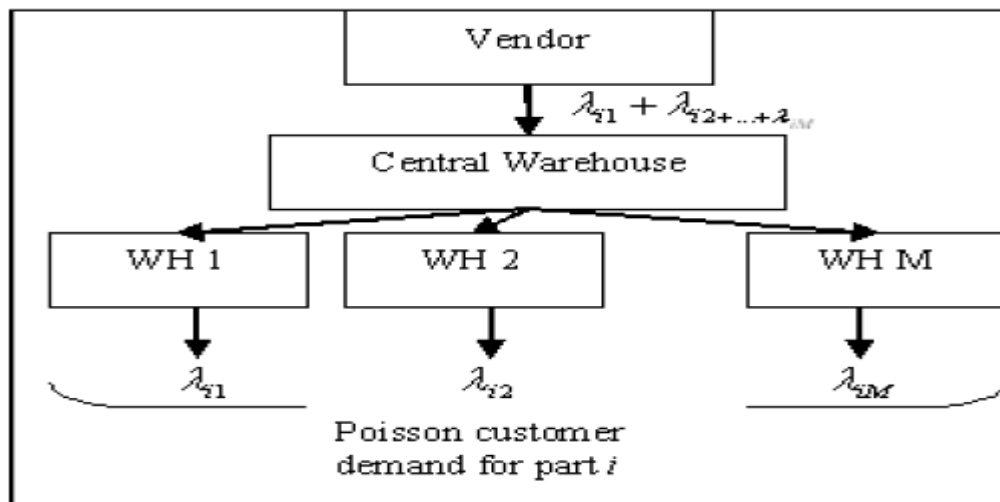 Vendor
λi1 + λi2+...+λiM
Central Warehouse
WH 1 WH 2 WH M
λi1 λi2 λiM
Poisson customer
demand for part i